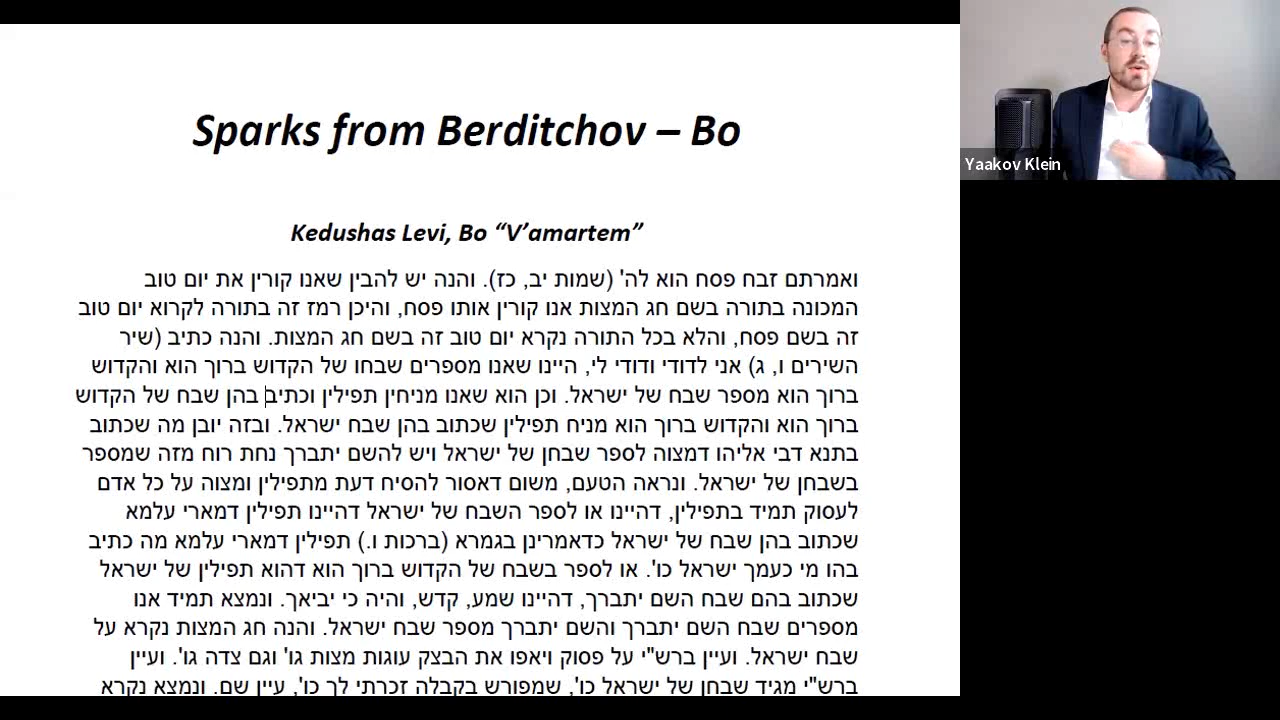 Sparks from Berditchov – Bo
Kedushas Levi, Bo “V’amartem”
ואמרתם זבח פסח הוא לה' (שמות יב, כז). והנה יש להבין שאנו קורין את יום טוב
המכונה בתורה בשם חג המצות אנו קורין אותו פסח, והיכן רמז זה בתורה לקרוא יום טוב
זה בשם פסח, והלא בכל התורה נקרא יום טוב זה בשם חג המצות. והנה כתיב (שיר
השירים ו, ג) אני לדודי ודודי לי, היינו שאנו מספרים שבחו של הקדוש ברוך הוא והקדוש
ברוך הוא מספר שבח של ישראל. וכן הוא שאנו מניחין תפילין וכתיב בהן שבח של הקדוש
ברוך הוא והקדוש ברוך הוא מניח תפילין שכתוב בהן שבח ישראל. ובזה יובן מה שכתוב
בתנא דבי אליהו דמצוה לספר שבחן של ישראל ויש להשם יתברך נחת רוח מזה שמספר
בשבחן של ישראל. ונראה הטעם, משום דאסור להסיח דעת מתפילין ומצוה על כל אדם
לעסוק תמיד בתפילין, דהיינו או לספר השבח של ישראל דהיינו תפילין דמארי עלמא
שכתוב בהן שבח של ישראל כדאמרינן בגמרא (ברכות ו.) תפילין דמארי עלמא מה כתיב
בהו מי כעמך ישראל כו'. או לספר בשבח של הקדוש ברוך הוא דהוא תפילין של ישראל
שכתוב בהם שבח השם יתברך, דהיינו שמע, קדש, והיה כי יביאך. ונמצא תמיד אנו
מספרים שבח השם יתברך והשם יתברך מספר שבח ישראל. והנה חג המצות נקרא על
שבח ישראל. ועיין ברש"י על פסוק ויאפו את הבצק עוגות מצות גו' וגם צדה גו'. ועיין
ברש"י מגיד שבחן של ישראל כו', שמפורש בקבלה זכרתי לך כו', עיין שם. ונמצא נקרא
Yaakov Klein